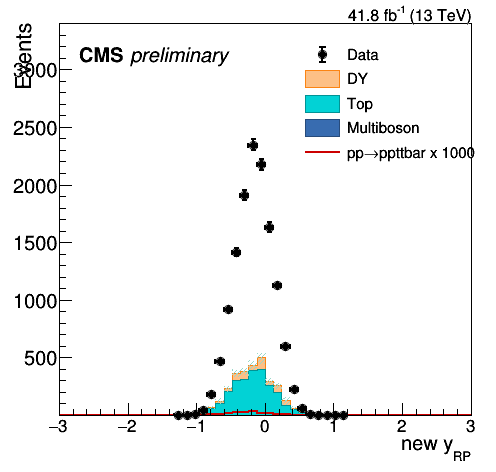 41.8 fb⁻¹ (13 TeV)
Events
CMS preliminary
Data
DY
Top
Multiboson
pp→ppttbar x 1000
3000
2500
2000
1500
1000
500
−3 −2 −1 0 1 2 3
new y_RP